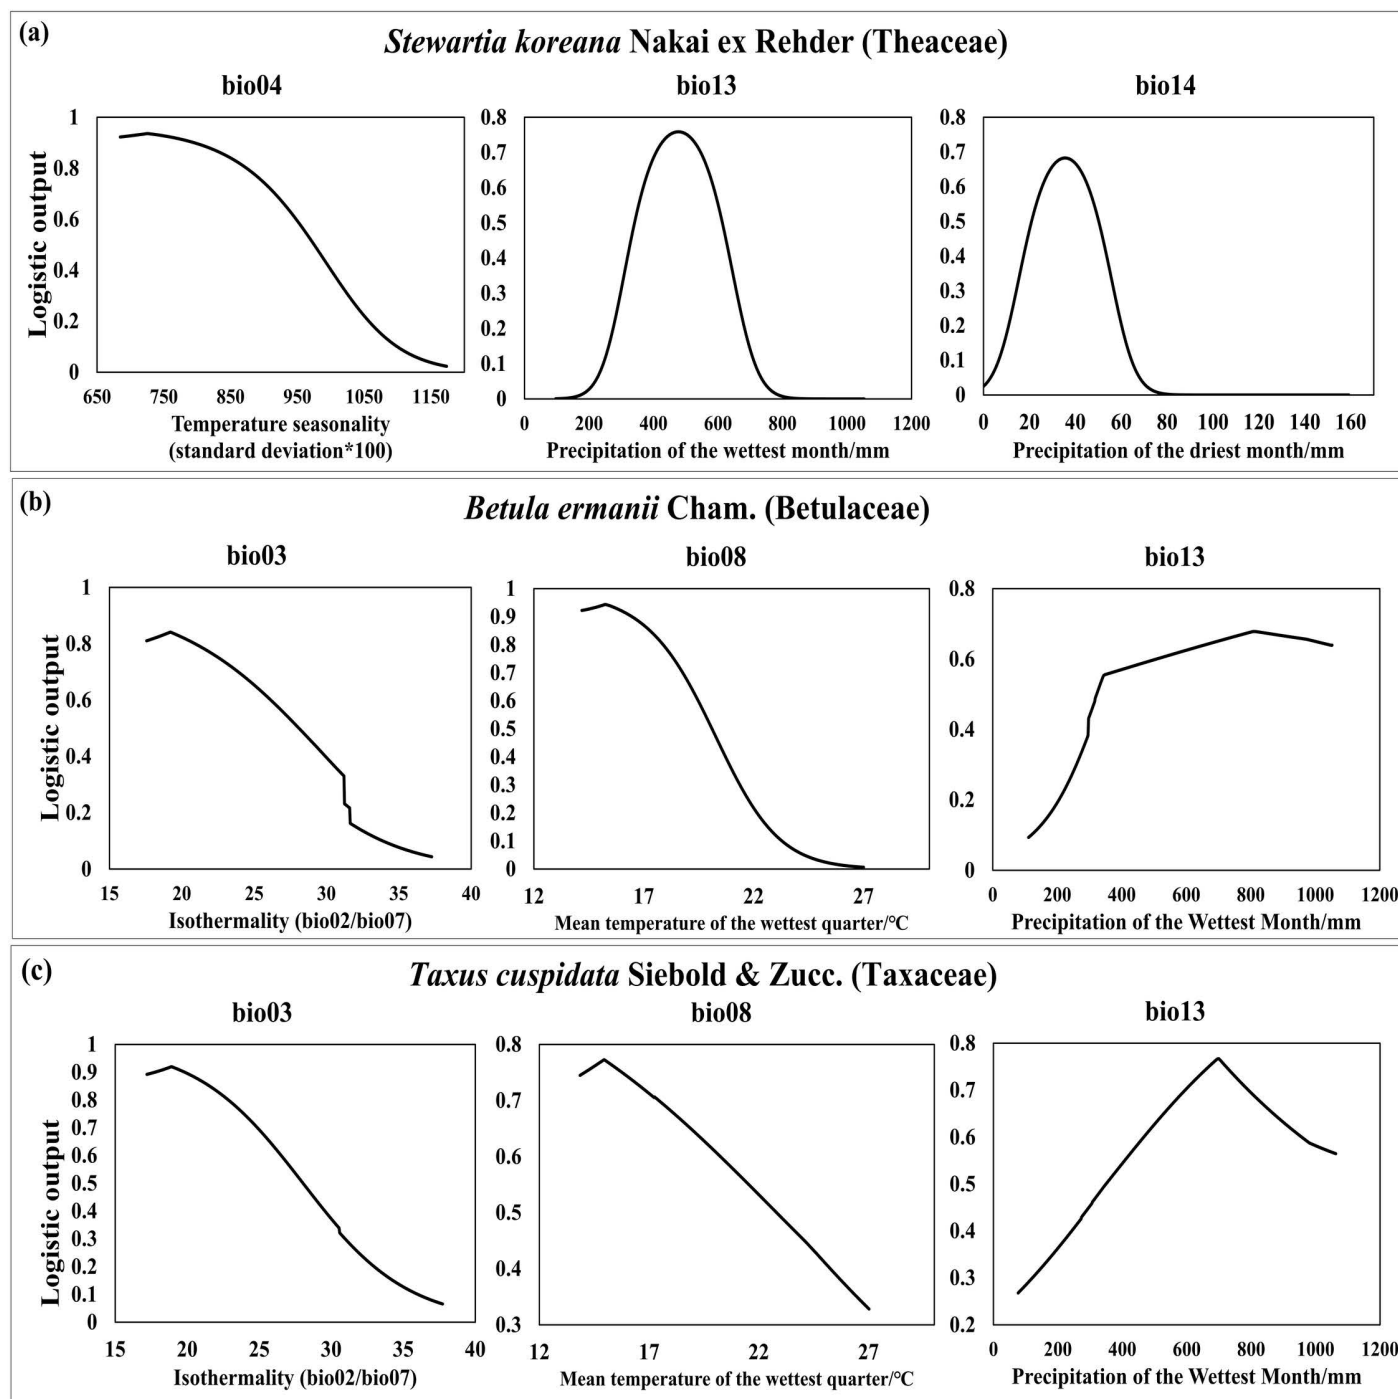 (a)
Stewartia koreana Nakai ex Rehder (Theaceae)
bio04
bio13
bio14
Logistic output
1
0.8
0.6
0.4
0.2
0
650 750 850 950 1050 1150
Temperature seasonality
(standard deviation*100)
0.8
0.7
0.6
0.5
0.4
0.3
0.2
0.1
0
0 200 400 600 800 1000 1200
Precipitation of the wettest month/mm
0.8
0.7
0.6
0.5
0.4
0.3
0.2
0.1
0
0 20 40 60 80 100 120 140 160
Precipitation of the driest month/mm
(b)
Betula ermanii Cham. (Betulaceae)
bio03
bio08
bio13
Logistic output
1
0.8
0.6
0.4
0.2
0
15 20 25 30 35 40
Isothermality (bio02/bio07)
1
0.9
0.8
0.7
0.6
0.5
0.4
0.3
0.2
0.1
0
12 17 22 27
Mean temperature of the wettest quarter/℃
0.8
0.6
0.4
0.2
0
0 200 400 600 800 1000 1200
Precipitation of the Wettest Month/mm
(c)
Taxus cuspidata Siebold & Zucc. (Taxaceae)
bio03
bio08
bio13
Logistic output
1
0.9
0.8
0.7
0.6
0.5
0.4
0.3
0.2
0.1
0
15 20 25 30 35 40
Isothermality (bio02/bio07)
0.8
0.7
0.6
0.5
0.4
0.3
12 17 22 27
Mean temperature of the wettest quarter/℃
0.8
0.7
0.6
0.5
0.4
0.3
0.2
0 200 400 600 800 1000 1200
Precipitation of the Wettest Month/mm